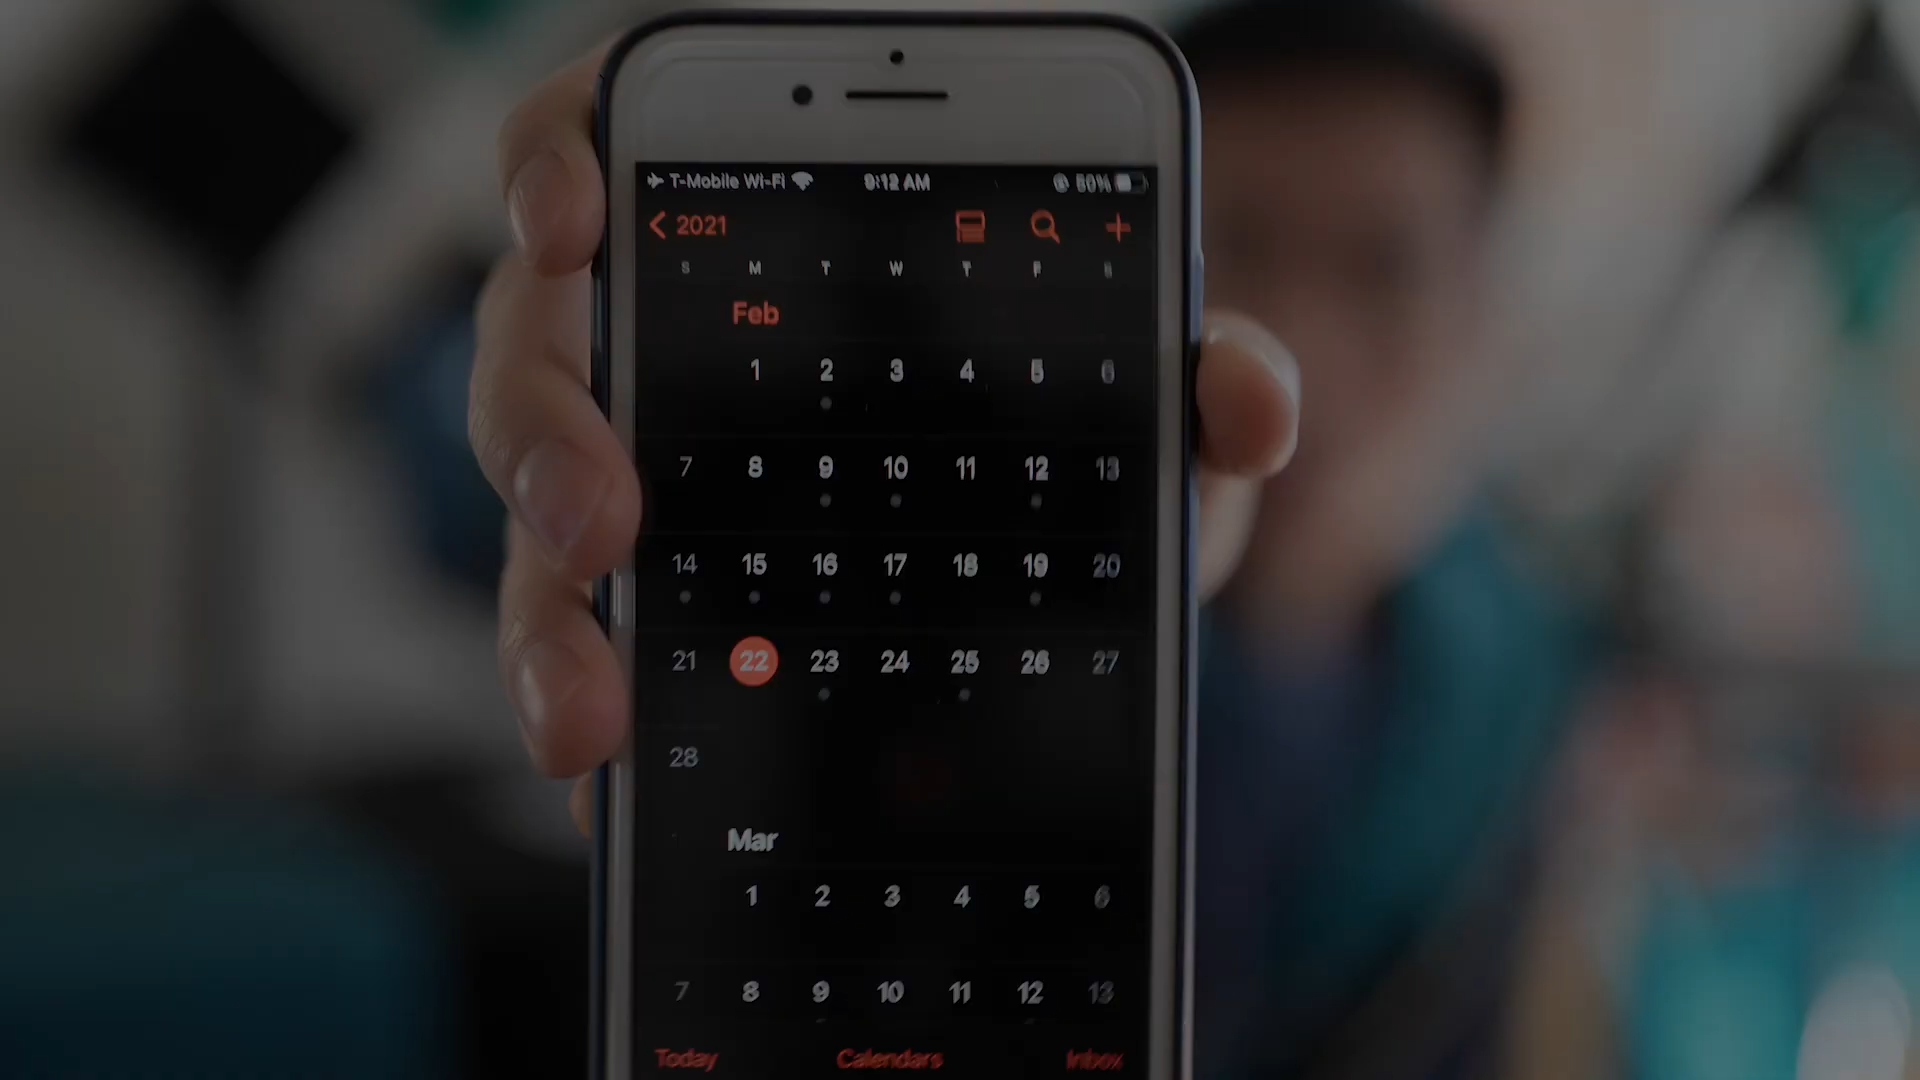 T-Mobile Wi-Fi 9:12 AM 50%
2021
S M T W T F S
Feb
1 2 3 4 5 6
7 8 9 10 11 12 13
14 15 16 17 18 19 20
21 22 23 24 25 26 27
28
Mar
1 2 3 4 5 6
7 8 9 10 11 12 13
Today Calendars Inbox